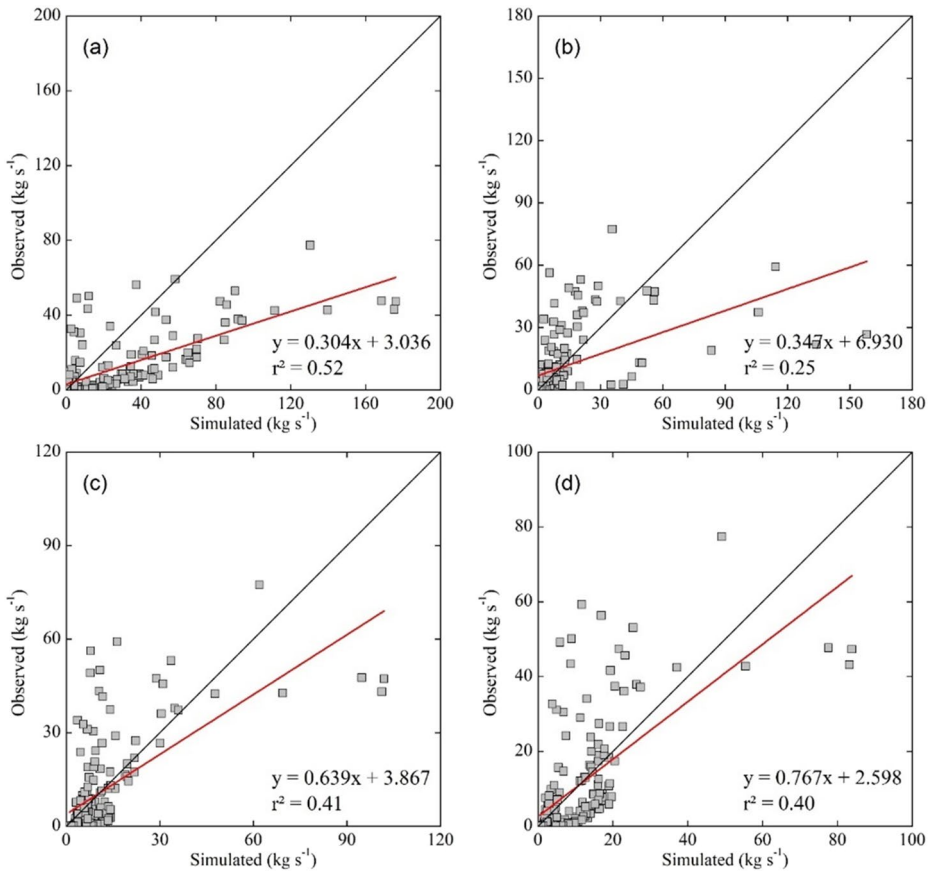 (a)
200
160
120
80
40
0
Observed (kg s⁻¹)
y = 0.304x + 3.036
r² = 0.52
0 40 80 120 160 200
Simulated (kg s⁻¹)
(b)
180
150
120
90
60
30
0
Observed (kg s⁻¹)
y = 0.347x + 6.930
r² = 0.25
0 30 60 90 120 150 180
Simulated (kg s⁻¹)
(c)
120
90
60
30
0
Observed (kg s⁻¹)
y = 0.639x + 3.867
r² = 0.41
0 30 60 90 120
Simulated (kg s⁻¹)
(d)
100
80
60
40
20
0
Observed (kg s⁻¹)
y = 0.767x + 2.598
r² = 0.40
0 20 40 60 80 100
Simulated (kg s⁻¹)